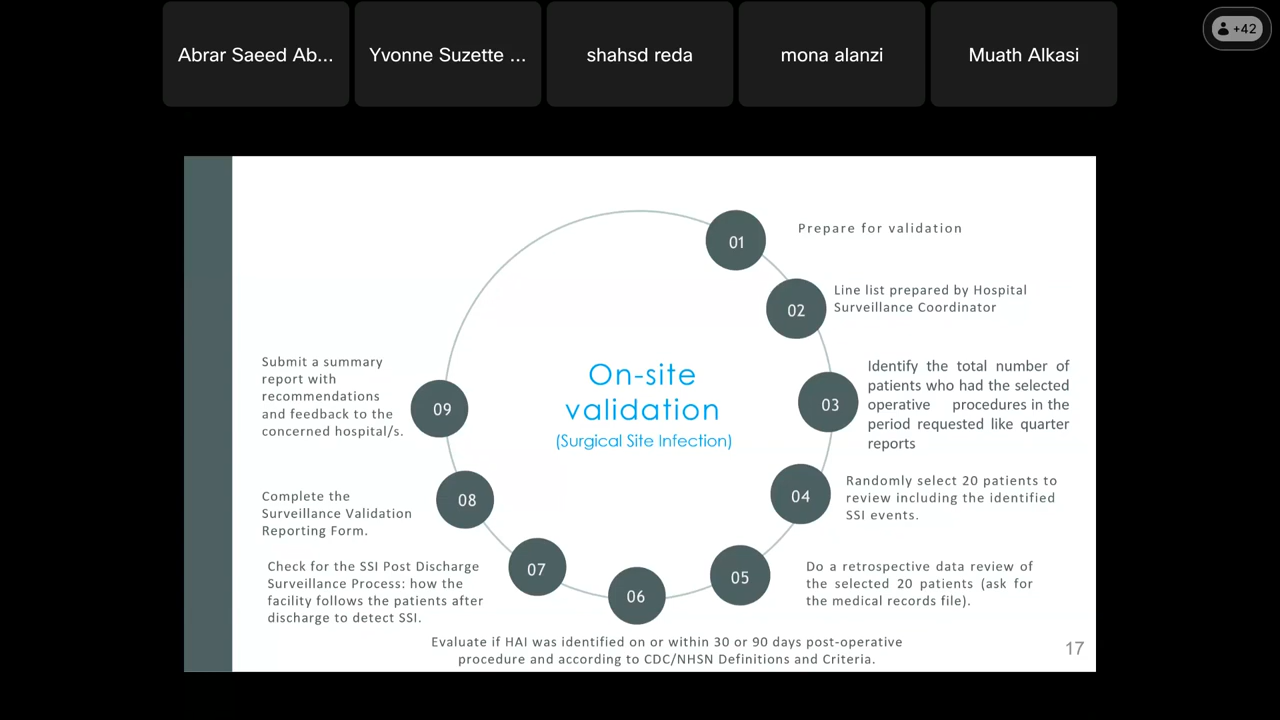 Abrar Saeed Ab...
Yvonne Suzette ...
shahsd reda
mona alanzi
Muath Alkasi
+42
On-site
validation
(Surgical Site Infection)
01
Prepare for validation
02
Line list prepared by Hospital
Surveillance Coordinator
03
Identify the total number of
patients who had the selected
operative procedures in the
period requested like quarter
reports
04
Randomly select 20 patients to
review including the identified
SSI events.
05
Do a retrospective data review of
the selected 20 patients (ask for
the medical records file).
06
Evaluate if HAI was identified on or within 30 or 90 days post-operative
procedure and according to CDC/NHSN Definitions and Criteria.
07
Check for the SSI Post Discharge
Surveillance Process: how the
facility follows the patients after
discharge to detect SSI.
08
Complete the
Surveillance Validation
Reporting Form.
09
Submit a summary
report with
recommendations
and feedback to the
concerned hospital/s.
17